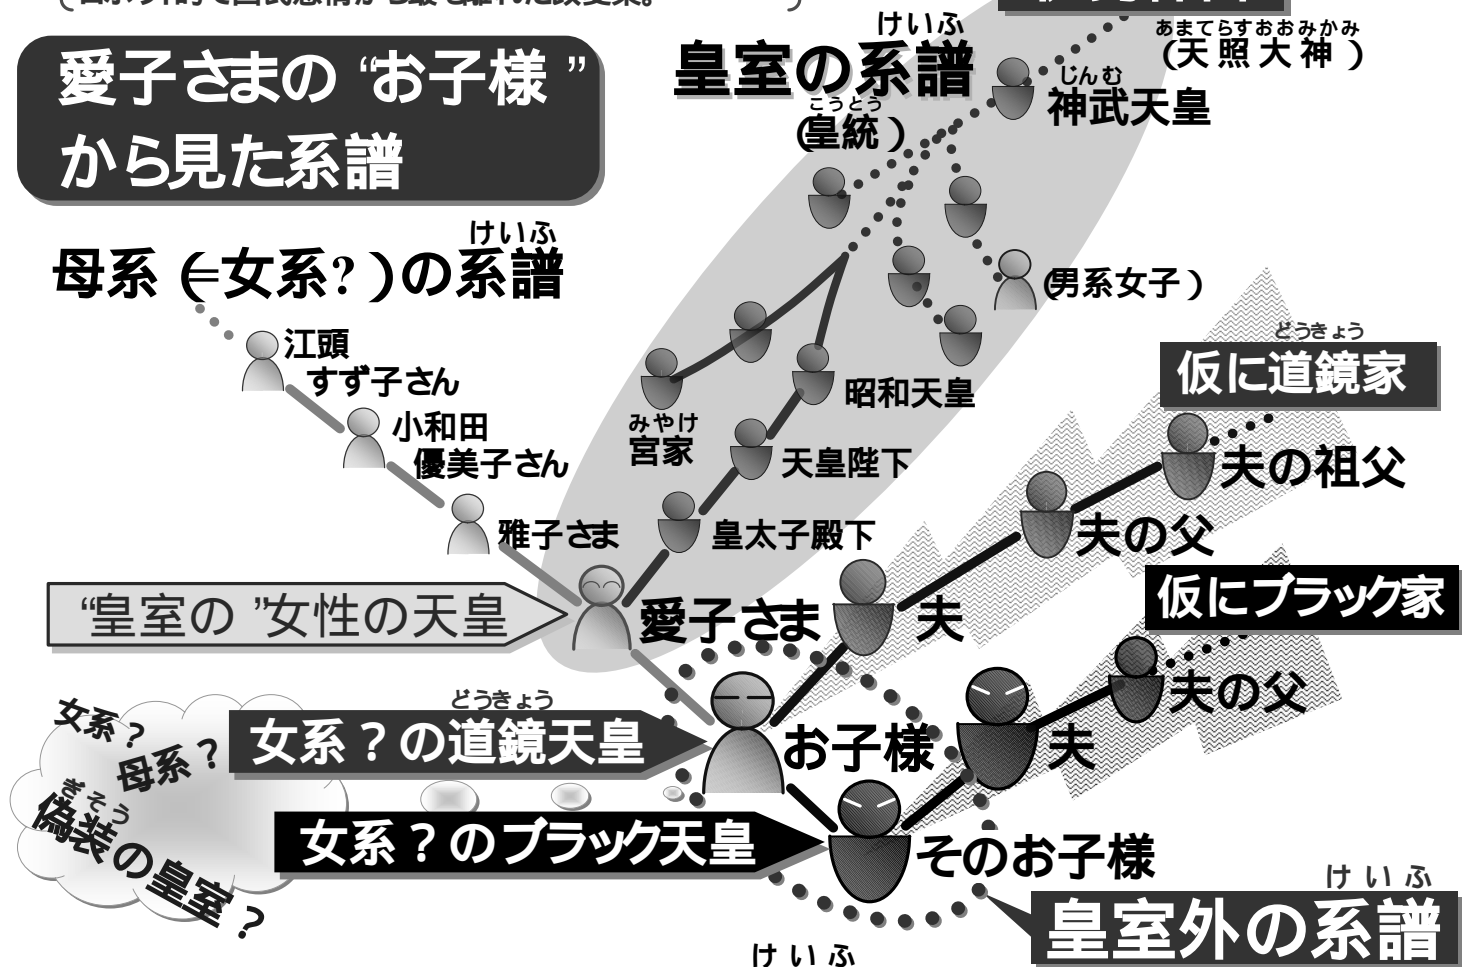 愛子さまの“お子様”
から見た系譜
けいふ
皇室の系譜
こうとう
(皇統)
あまてらすおおみかみ
(天照大神)
じんむ
神武天皇
けいふ
母系(=女系?)の系譜
(男系女子)
江頭
すず子さん
小和田
優美子さん
雅子さま
みやけ
宮家
昭和天皇
天皇陛下
皇太子殿下
どうきょう
仮に道鏡家
夫の祖父
夫の父
“皇室の”女性の天皇
愛子さま
夫
仮にブラック家
夫の父
夫
女系?
母系?
ぎそう
偽装の皇室?
どうきょう
女系?の道鏡天皇
お子様
女系?のブラック天皇
そのお子様
けいふ
皇室外の系譜
けいふ